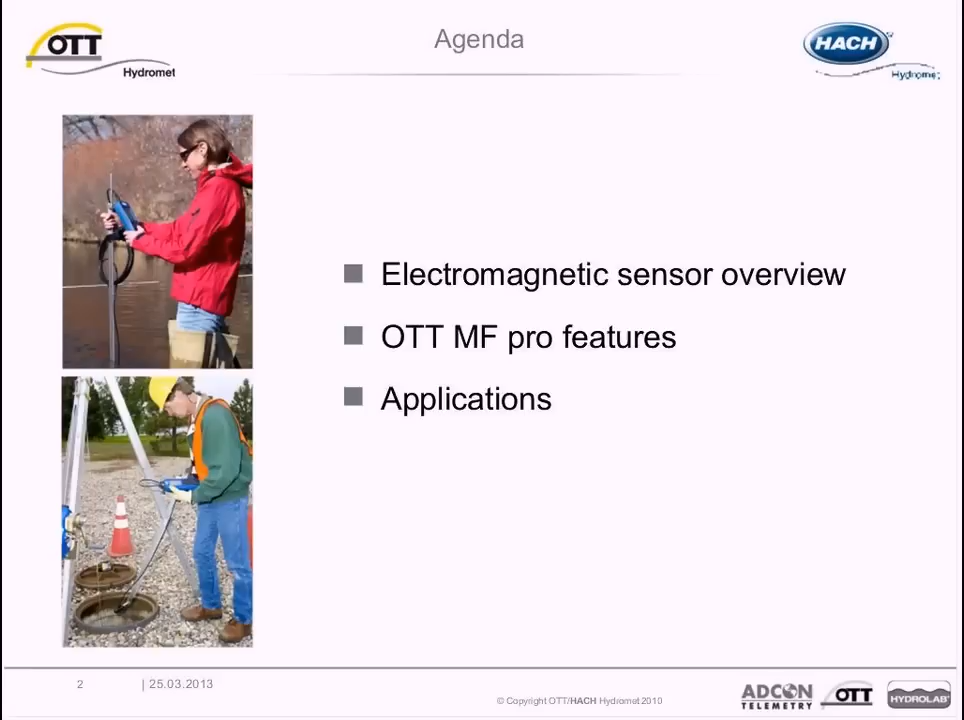 OTT
Hydromet
Agenda
HACH
Hydromet
Electromagnetic sensor overview
OTT MF pro features
Applications
2
| 25.03.2013
© Copyright OTT/HACH Hydromet 2010
ADCON
TELEMETRY
OTT
HYDROLAB